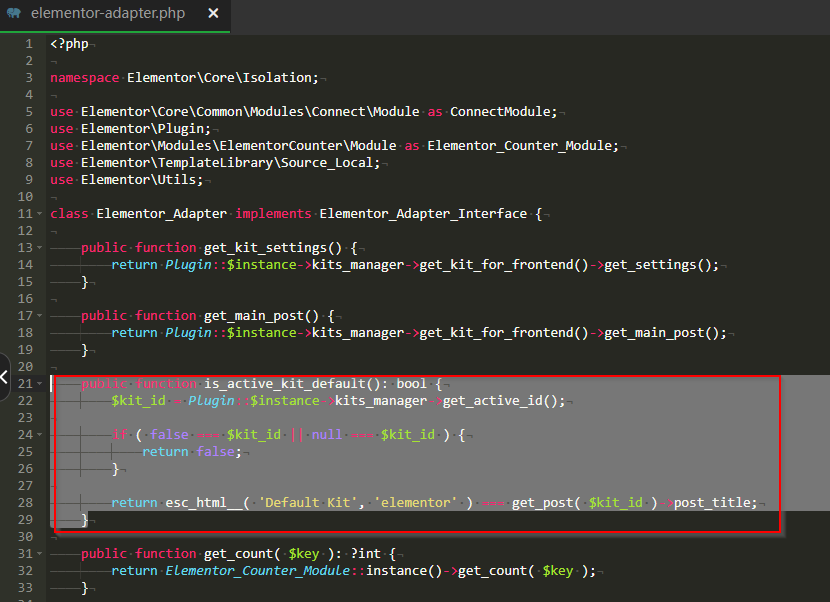 elementor-adapter.php ×
1 <?php
2
3 namespace Elementor\Core\Isolation;
4
5 use Elementor\Core\Common\Modules\Connect\Module as ConnectModule;
6 use Elementor\Plugin;
7 use Elementor\Modules\ElementorCounter\Module as Elementor_Counter_Module;
8 use Elementor\TemplateLibrary\Source_Local;
9 use Elementor\Utils;
10
11 class Elementor_Adapter implements Elementor_Adapter_Interface {
12
13 public function get_kit_settings() {
14 return Plugin::$instance->kits_manager->get_kit_for_frontend()->get_settings();
15 }
16
17 public function get_main_post() {
18 return Plugin::$instance->kits_manager->get_kit_for_frontend()->get_main_post();
19 }
20
21 public function is_active_kit_default(): bool {
22 $kit_id = Plugin::$instance->kits_manager->get_active_id();
23
24 if ( false === $kit_id || null === $kit_id ) {
25 return false;
26 }
27
28 return esc_html__( 'Default Kit', 'elementor' ) === get_post( $kit_id )->post_title;
29 }
30
31 public function get_count( $key ): ?int {
32 return Elementor_Counter_Module::instance()->get_count( $key );
33 }